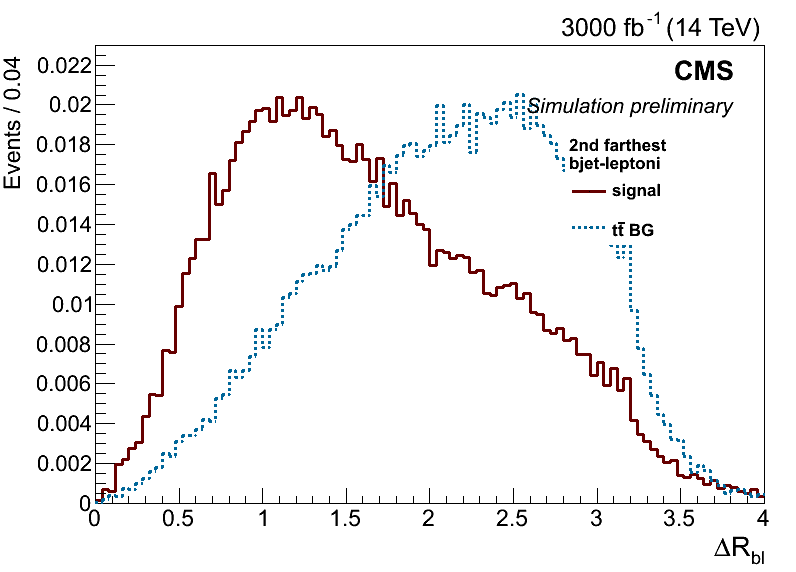 3000 fb⁻¹ (14 TeV)
Events / 0.04
CMS
Simulation preliminary
2nd farthest
bjet-leptoni
signal
tt̄ BG
0.022
0.02
0.018
0.016
0.014
0.012
0.01
0.008
0.006
0.004
0.002
0
0 0.5 1 1.5 2 2.5 3 3.5 4
ΔR_bl